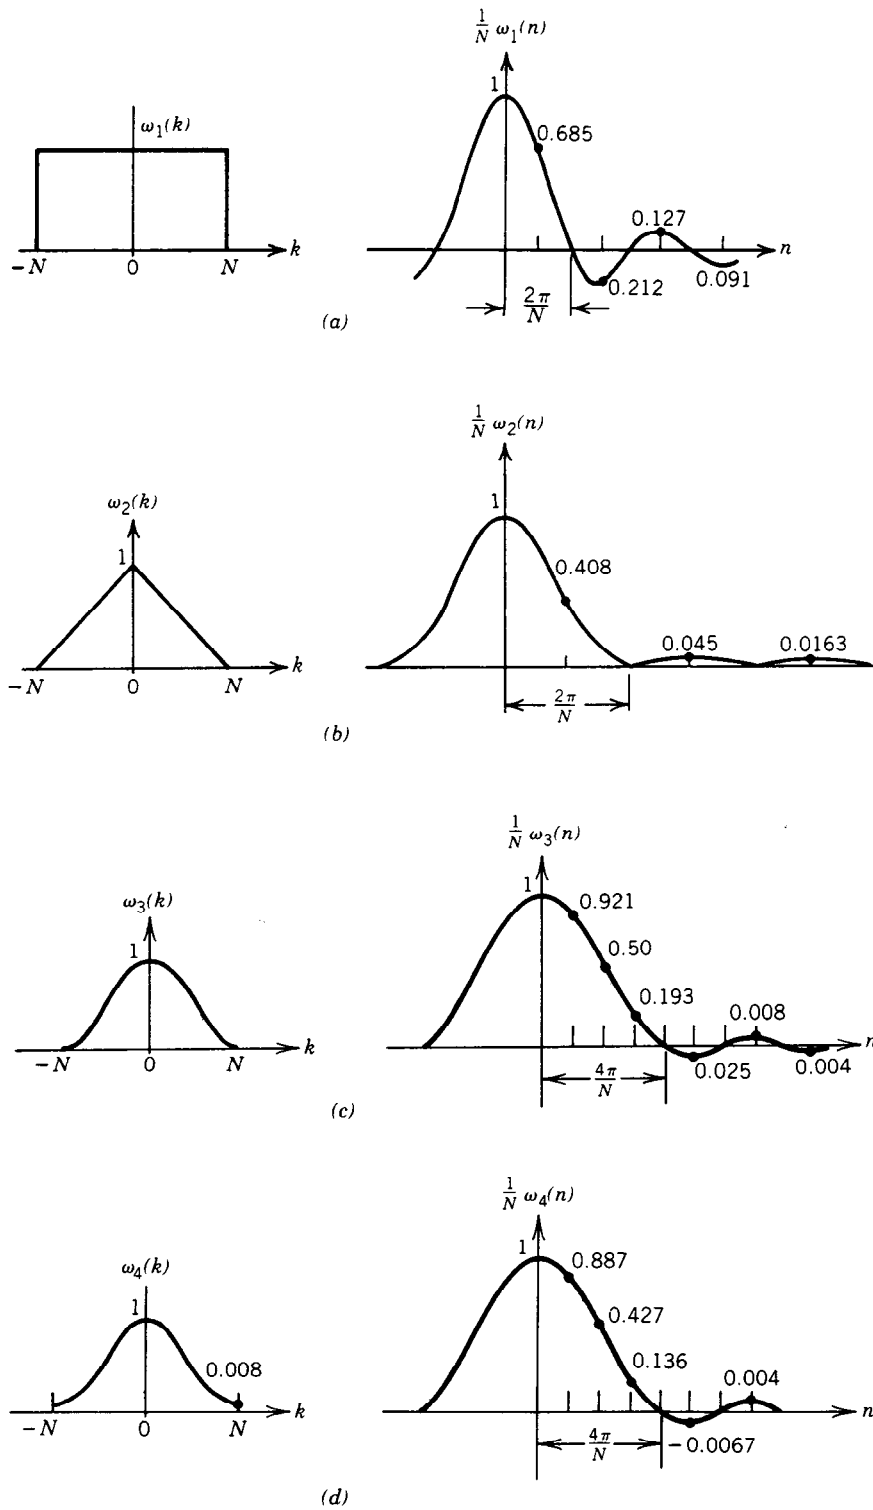 1/N ω₁(n)
1
ω₁(k)
0.685
0.127
-N
0
N
k
n
0.212
0.091
2π/N
(a)
1/N ω₂(n)
ω₂(k)
1
1
0.408
0.045
0.0163
-N
0
N
k
2π/N
(b)
1/N ω₃(n)
ω₃(k)
1
1
0.921
0.50
0.193
0.008
-N
0
N
k
n
4π/N
0.025
0.004
(c)
1/N ω₄(n)
ω₄(k)
1
1
0.887
0.427
0.136
0.004
0.008
-N
0
N
k
n
4π/N
-0.0067
(d)